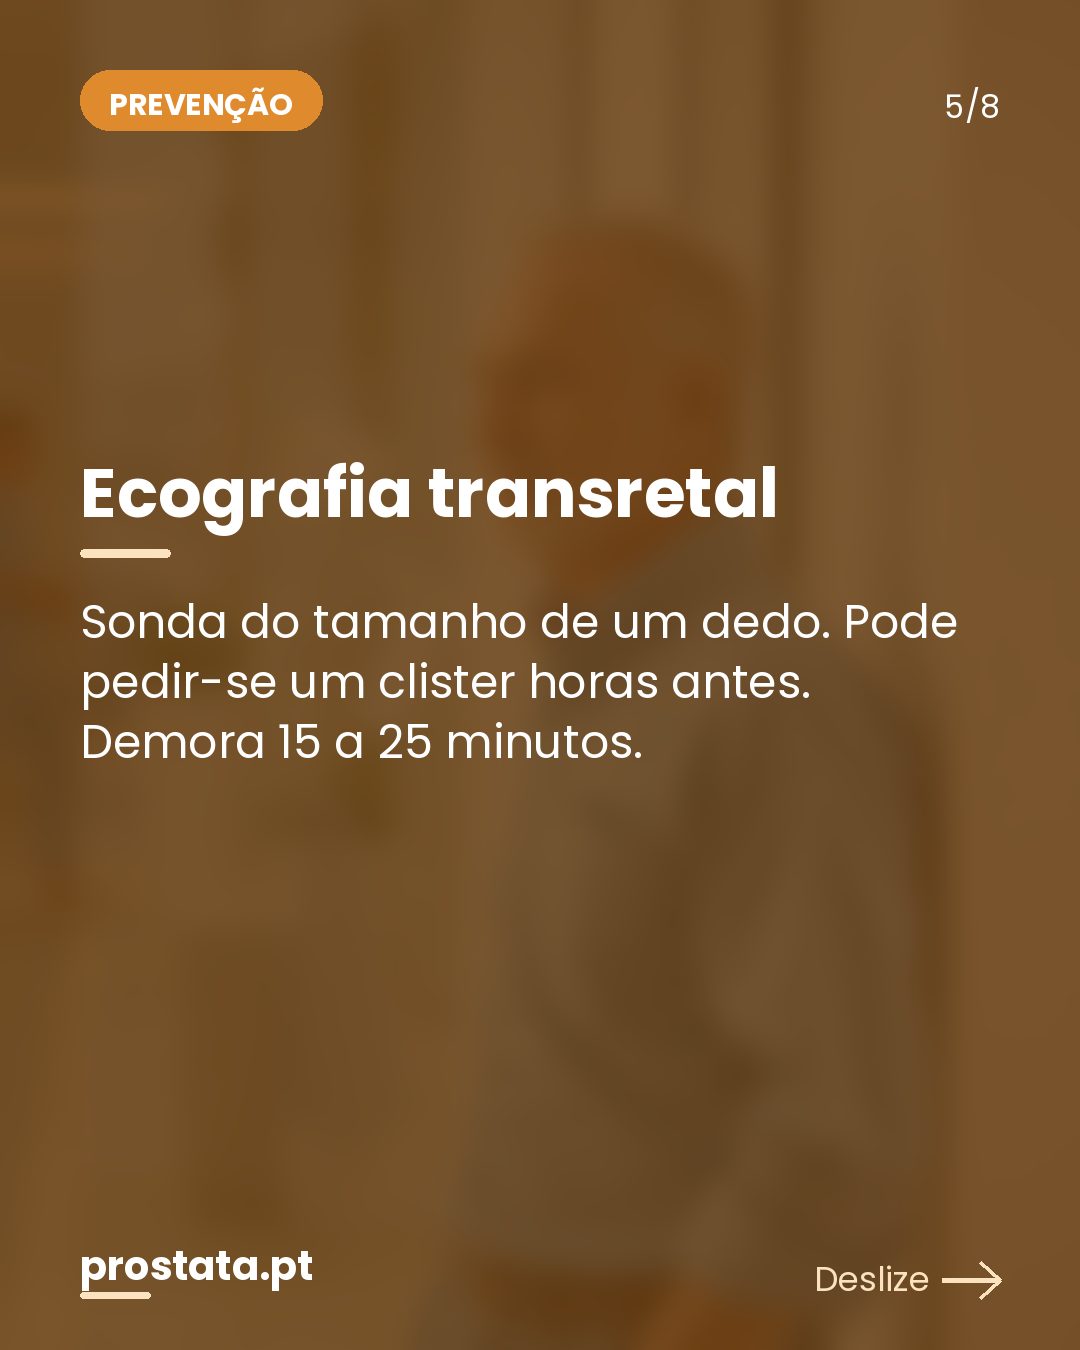 PREVENÇÃO
5/8
Ecografia transretal
Sonda do tamanho de um dedo. Pode
pedir-se um clister horas antes.
Demora 15 a 25 minutos.
prostata.pt
Deslize